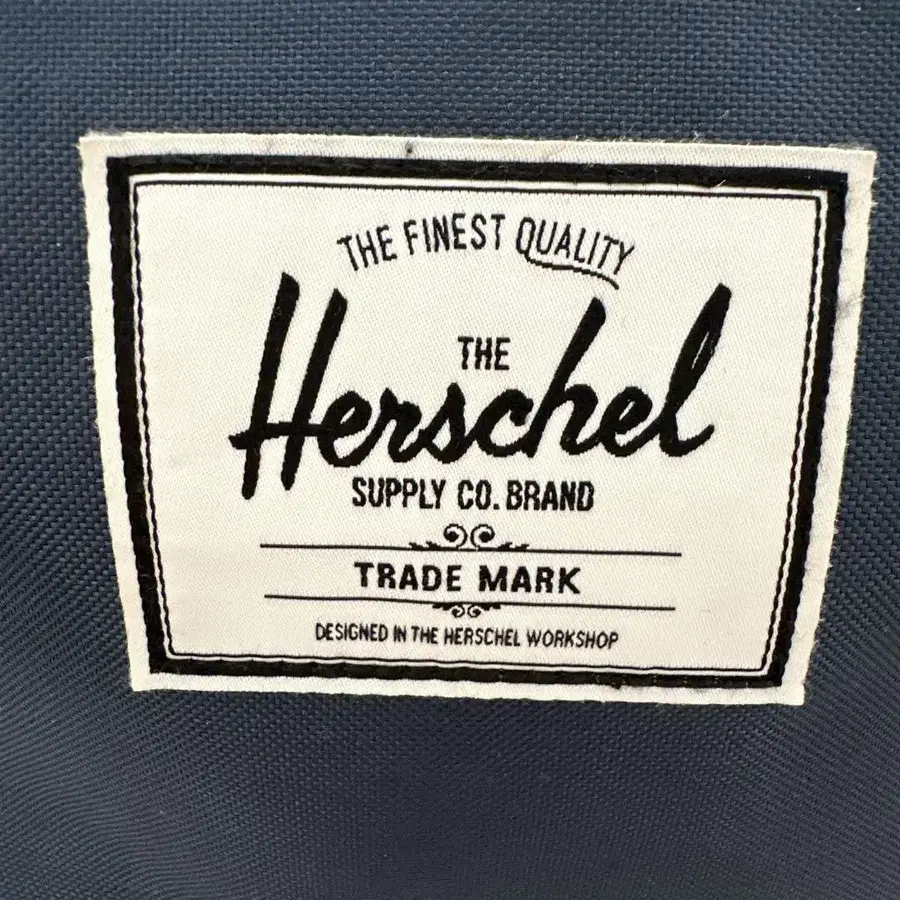 THE FINEST QUALITY
THE
Herschel
SUPPLY CO. BRAND
TRADE MARK
DESIGNED IN THE HERSCHEL WORKSHOP